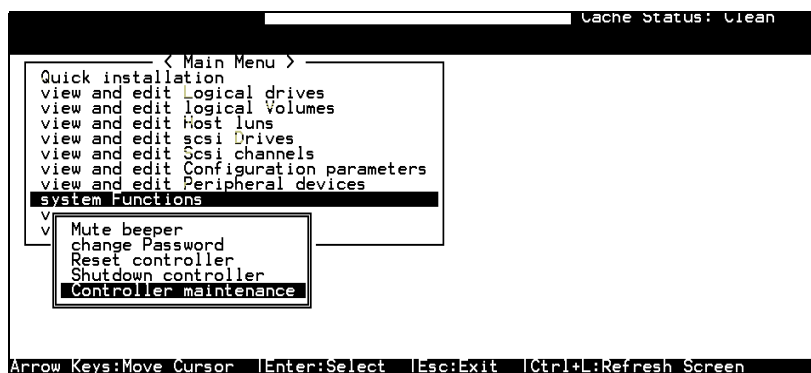 Cache Status: Clean
< Main Menu >
Quick installation
view and edit Logical drives
view and edit logical Volumes
view and edit Host luns
view and edit scsi Drives
view and edit Scsi channels
view and edit Configuration parameters
view and edit Peripheral devices
system Functions
v
v
Mute beeper
change Password
Reset controller
Shutdown controller
Controller maintenance
Arrow Keys:Move Cursor |Enter:Select |Esc:Exit |Ctrl+L:Refresh Screen